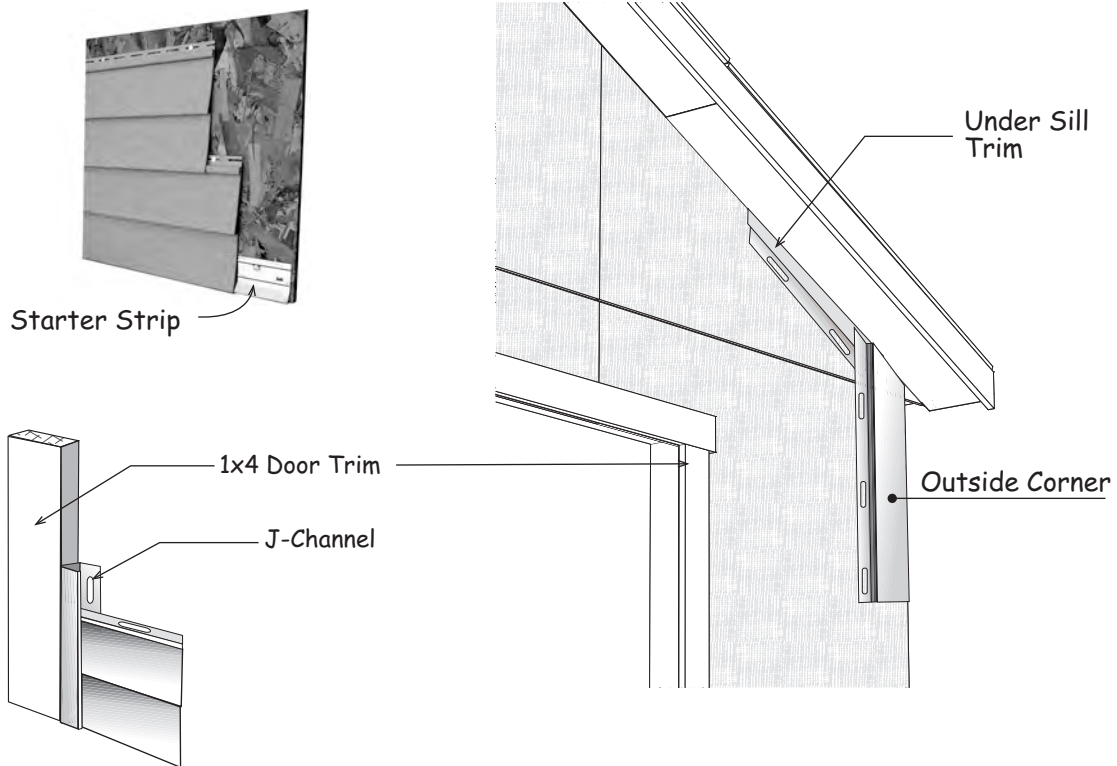 Under Sill
Trim
Starter Strip
1x4 Door Trim
Outside Corner
J-Channel